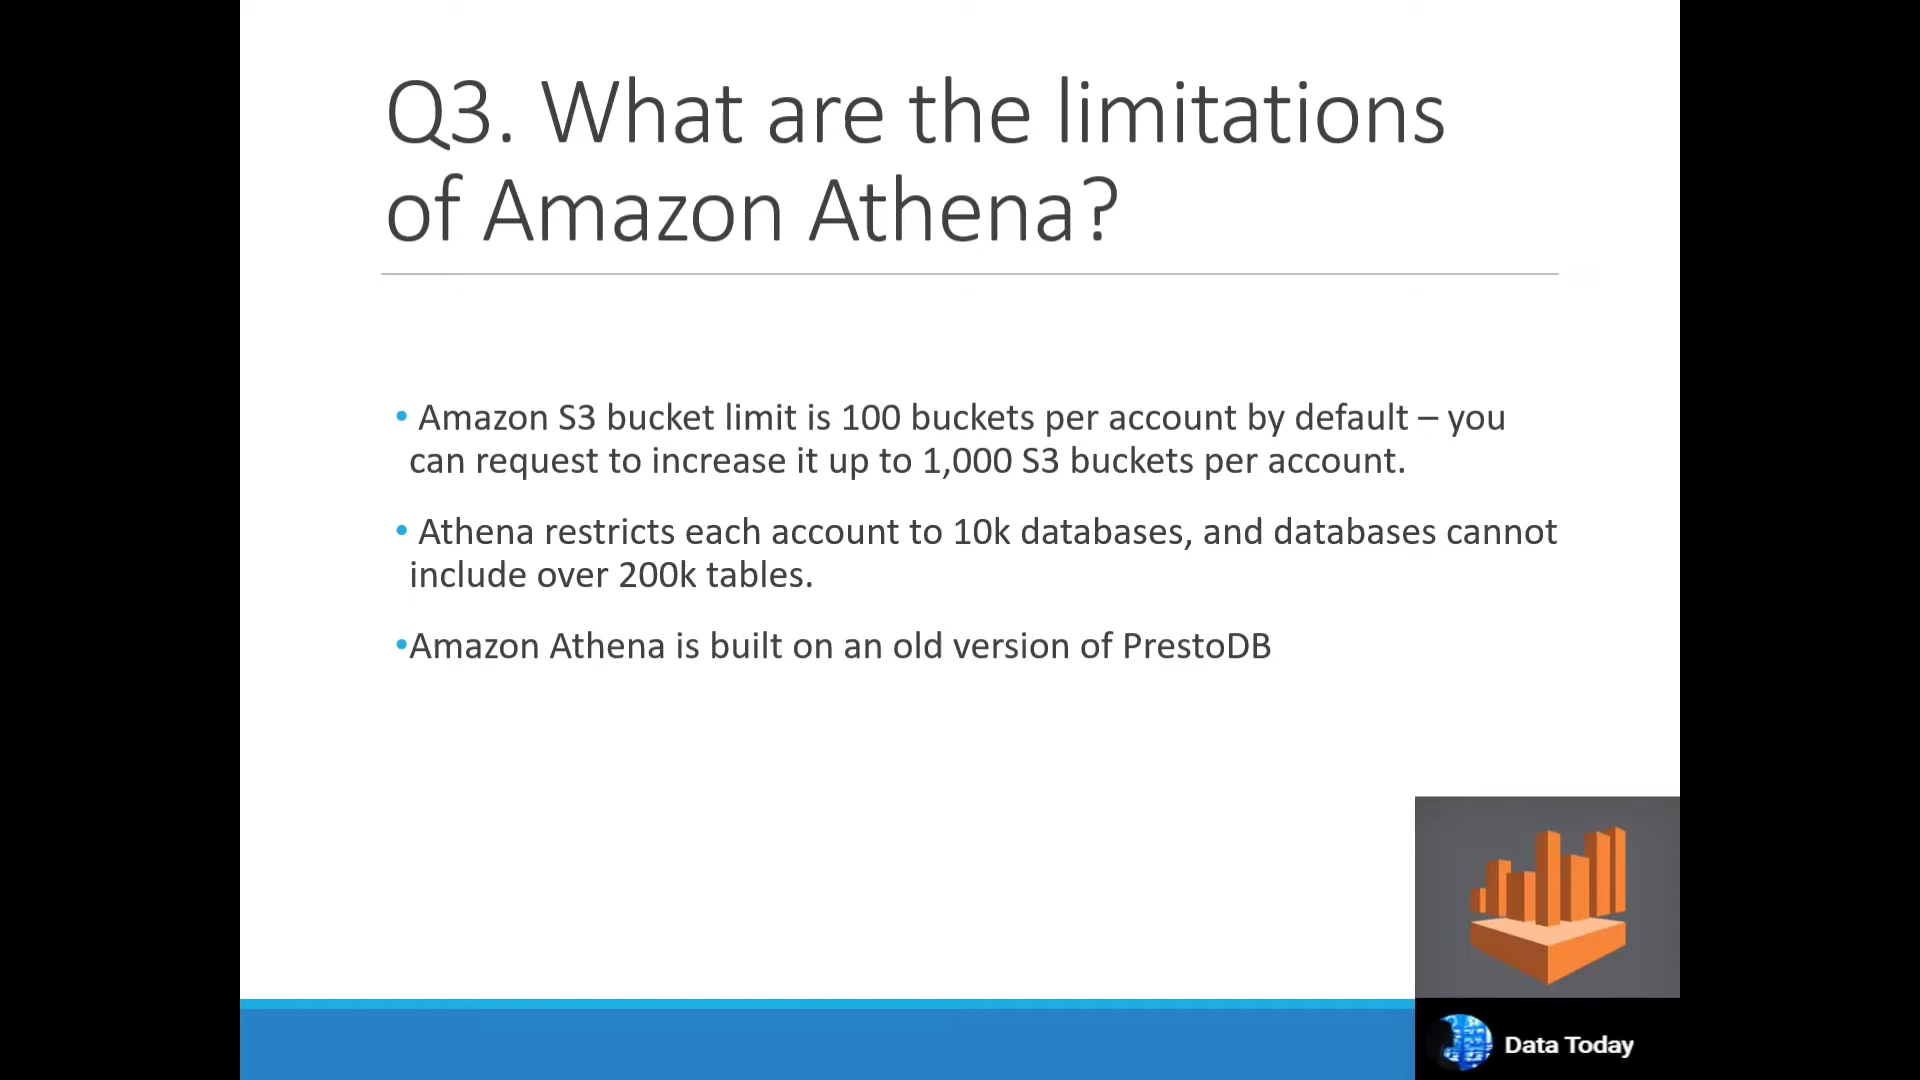 Q3. What are the limitations
of Amazon Athena?
• Amazon S3 bucket limit is 100 buckets per account by default – you
can request to increase it up to 1,000 S3 buckets per account.
• Athena restricts each account to 10k databases, and databases cannot
include over 200k tables.
•Amazon Athena is built on an old version of PrestoDB
Data Today